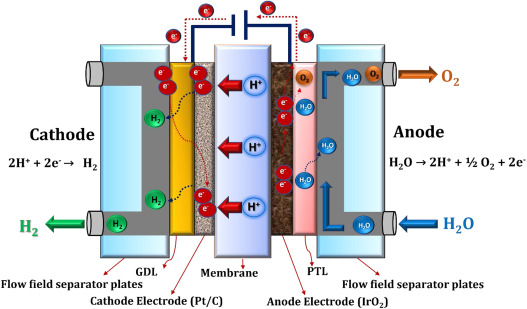 e⁻ e⁻
e⁻ e⁻
e⁻ e⁻ H⁺ O₂ H₂O O₂ O₂
e⁻ H₂O
H₂ e⁻
Cathode H⁺ H₂O Anode
2H⁺ + 2e⁻→ H₂ H₂O → 2H⁺ + ½ O₂ + 2e⁻
e⁻ e⁻ H₂O
H₂ e⁻ e⁻ H⁺
H₂ H₂ H₂O H₂O
GDL Membrane PTL
Flow field separator plates Flow field separator plates
Cathode Electrode (Pt/C) Anode Electrode (IrO₂)